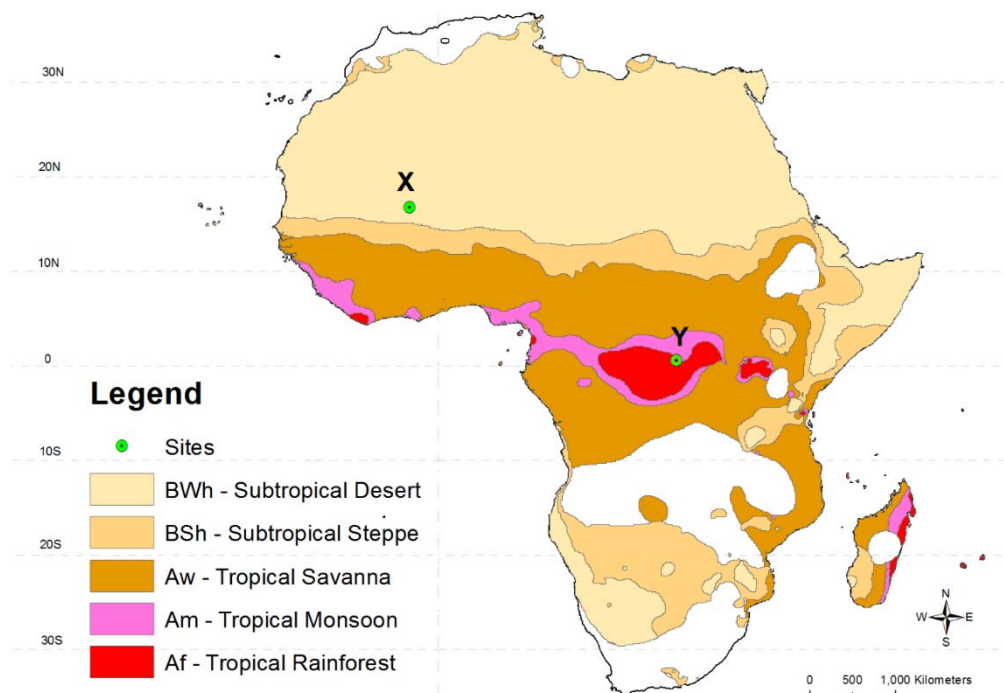 30N
20N
X
10N
Y
0
Legend
Sites
10S
BWh - Subtropical Desert
BSh - Subtropical Steppe
20S
Aw - Tropical Savanna
Am - Tropical Monsoon
N
W E
S
30S
Af - Tropical Rainforest
0 500 1,000 Kilometers